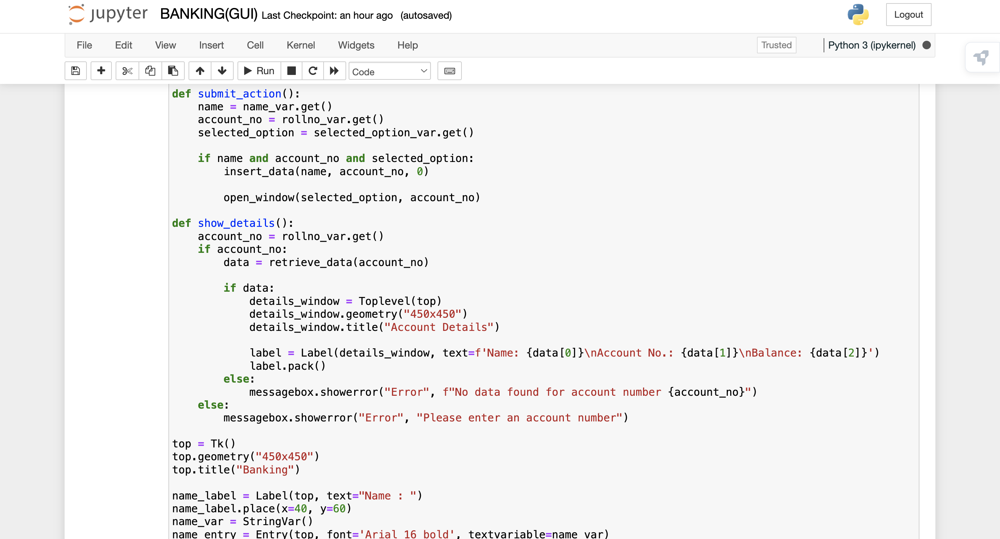 jupyter BANKING(GUI) Last Checkpoint: an hour ago (autosaved) Logout
File Edit View Insert Cell Kernel Widgets Help Trusted Python 3 (ipykernel)
Run Code
def submit_action():
    name = name_var.get()
    account_no = rollno_var.get()
    selected_option = selected_option_var.get()

    if name and account_no and selected_option:
        insert_data(name, account_no, 0)

        open_window(selected_option, account_no)

def show_details():
    account_no = rollno_var.get()
    if account_no:
        data = retrieve_data(account_no)

        if data:
            details_window = Toplevel(top)
            details_window.geometry("450x450")
            details_window.title("Account Details")

            label = Label(details_window, text=f'Name: {data[0]}\nAccount No.: {data[1]}\nBalance: {data[2]}')
            label.pack()
        else:
            messagebox.showerror("Error", f"No data found for account number {account_no}")
    else:
        messagebox.showerror("Error", "Please enter an account number")

top = Tk()
top.geometry("450x450")
top.title("Banking")

name_label = Label(top, text="Name : ")
name_label.place(x=40, y=60)
name_var = StringVar()
name_entry = Entry(top, font='Arial 16 bold', textvariable=name_var)